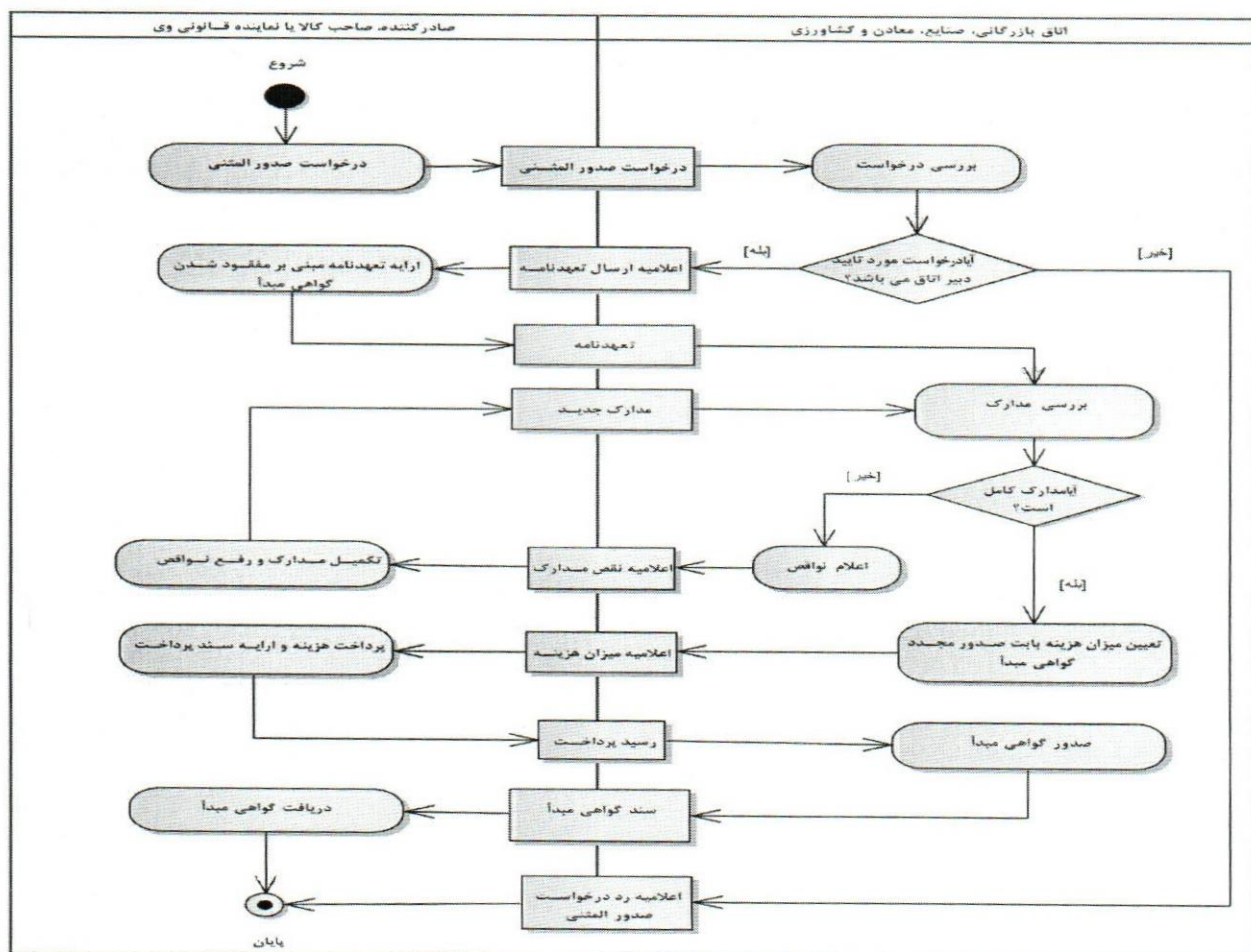 صادرکننده، صاحب کالا یا نماینده قانونی وی
اتاق بازرگانی، صنایع، معادن و کشاورزی
شروع
درخواست صدور المثنی
درخواست صدور المثنی
بررسی درخواست
آیا درخواست مورد تایید
دبیر اتاق می باشد؟
[بله]
[خیر]
اعلامیه ارسال تعهدنامه
ارایه تعهدنامه مبنی بر مفقود شدن
گواهی مبدأ
تعهدنامه
مدارک جدید
بررسی مدارک
آیا مدارک کامل
است؟
[خیر]
[بله]
اعلام نواقص
اعلامیه نقص مدارک
تکمیل مدارک و رفع نواقص
تعیین میزان هزینه بابت صدور مجدد
گواهی مبدأ
اعلامیه میزان هزینه
پرداخت هزینه و ارایه سند پرداخت
رسید پرداخت
صدور گواهی مبدأ
سند گواهی مبدأ
دریافت گواهی مبدأ
اعلامیه رد درخواست
صدور المثنی
پایان